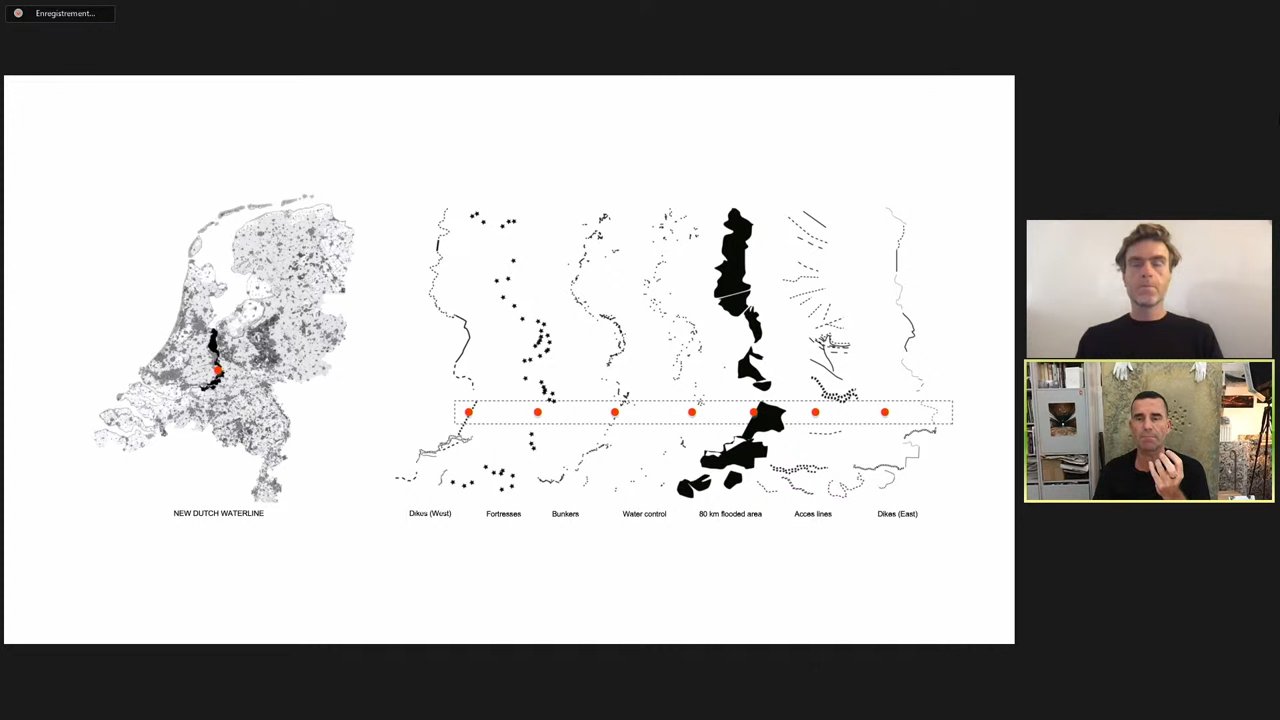 Enregistrement...
NEW DUTCH WATERLINE
Dikes (West)
Fortresses
Bunkers
Water control
80 km flooded area
Acces lines
Dikes (East)